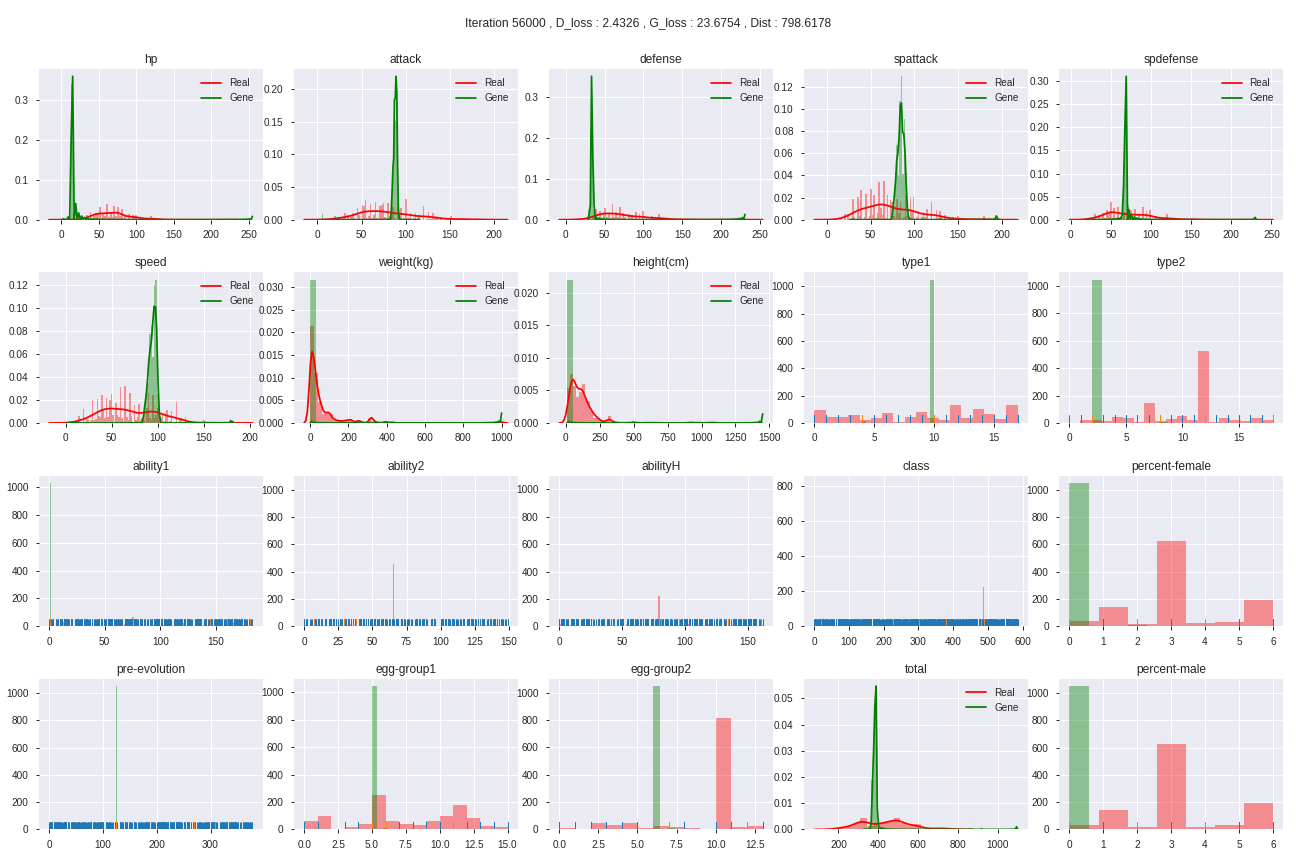 Iteration 56000 , D_loss : 2.4326 , G_loss : 23.6754 , Dist : 798.6178
hp
attack
defense
spattack
spdefense
Real
Gene
Real
Gene
Real
Gene
Real
Gene
Real
Gene
0.3
0.2
0.1
0.0
0 50 100 150 200 250
0.20
0.15
0.10
0.05
0.00
0 50 100 150 200
0.4
0.3
0.2
0.1
0.0
0 50 100 150 200 250
0.12
0.10
0.08
0.06
0.04
0.02
0.00
0 50 100 150 200
0.30
0.25
0.20
0.15
0.10
0.05
0.00
0 50 100 150 200 250
speed
weight(kg)
height(cm)
type1
type2
Real
Gene
Real
Gene
Real
Gene
0.12
0.10
0.08
0.06
0.04
0.02
0.00
0 50 100 150 200
0.030
0.025
0.020
0.015
0.010
0.005
0.000
0 200 400 600 800 1000
0.020
0.015
0.010
0.005
0.000
0 250 500 750 1000 1250 1500
1000
800
600
400
200
0
0 5 10 15
1000
800
600
400
200
0
0 5 10 15
ability1
ability2
abilityH
class
percent-female
1000
800
600
400
200
0
0 50 100 150
1000
800
600
400
200
0
0 25 50 75 100 125 150
1000
800
600
400
200
0
0 50 100 150
800
600
400
200
0
0 100 200 300 400 500 600
1000
800
600
400
200
0
0 1 2 3 4 5 6
pre-evolution
egg-group1
egg-group2
total
percent-male
Real
Gene
1000
800
600
400
200
0
0 100 200 300
1000
800
600
400
200
0
0.0 2.5 5.0 7.5 10.0 12.5 15.0
1000
800
600
400
200
0
0.0 2.5 5.0 7.5 10.0 12.5
0.05
0.04
0.03
0.02
0.01
0.00
200 400 600 800 1000
1000
800
600
400
200
0
0 1 2 3 4 5 6